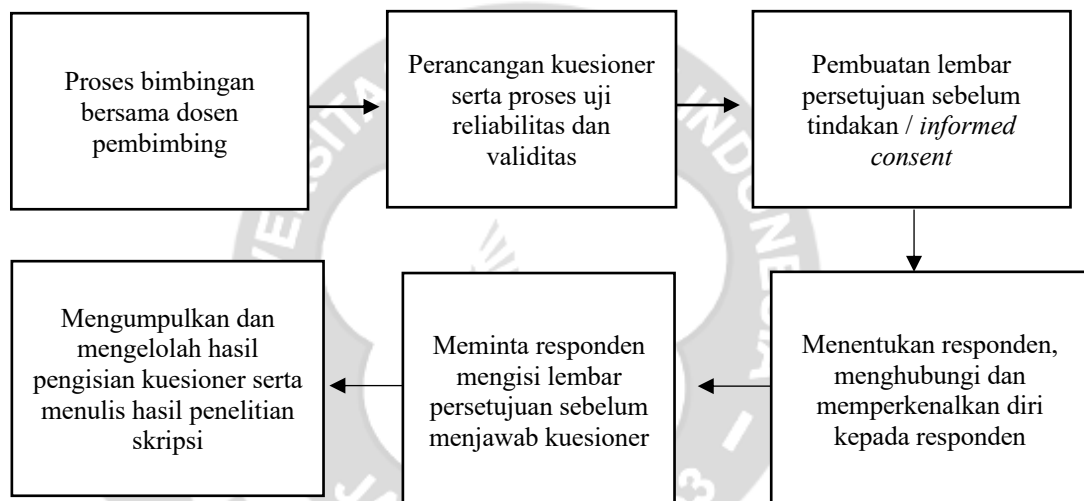 Proses bimbingan
bersama dosen
pembimbing
Perancangan kuesioner
serta proses uji
reliabilitas dan
validitas
Pembuatan lembar
persetujuan sebelum
tindakan / informed
consent
Menentukan responden,
menghubungi dan
memperkenalkan diri
kepada responden
Meminta responden
mengisi lembar
persetujuan sebelum
menjawab kuesioner
Mengumpulkan dan
mengelolah hasil
pengisian kuesioner serta
menulis hasil penelitian
skripsi